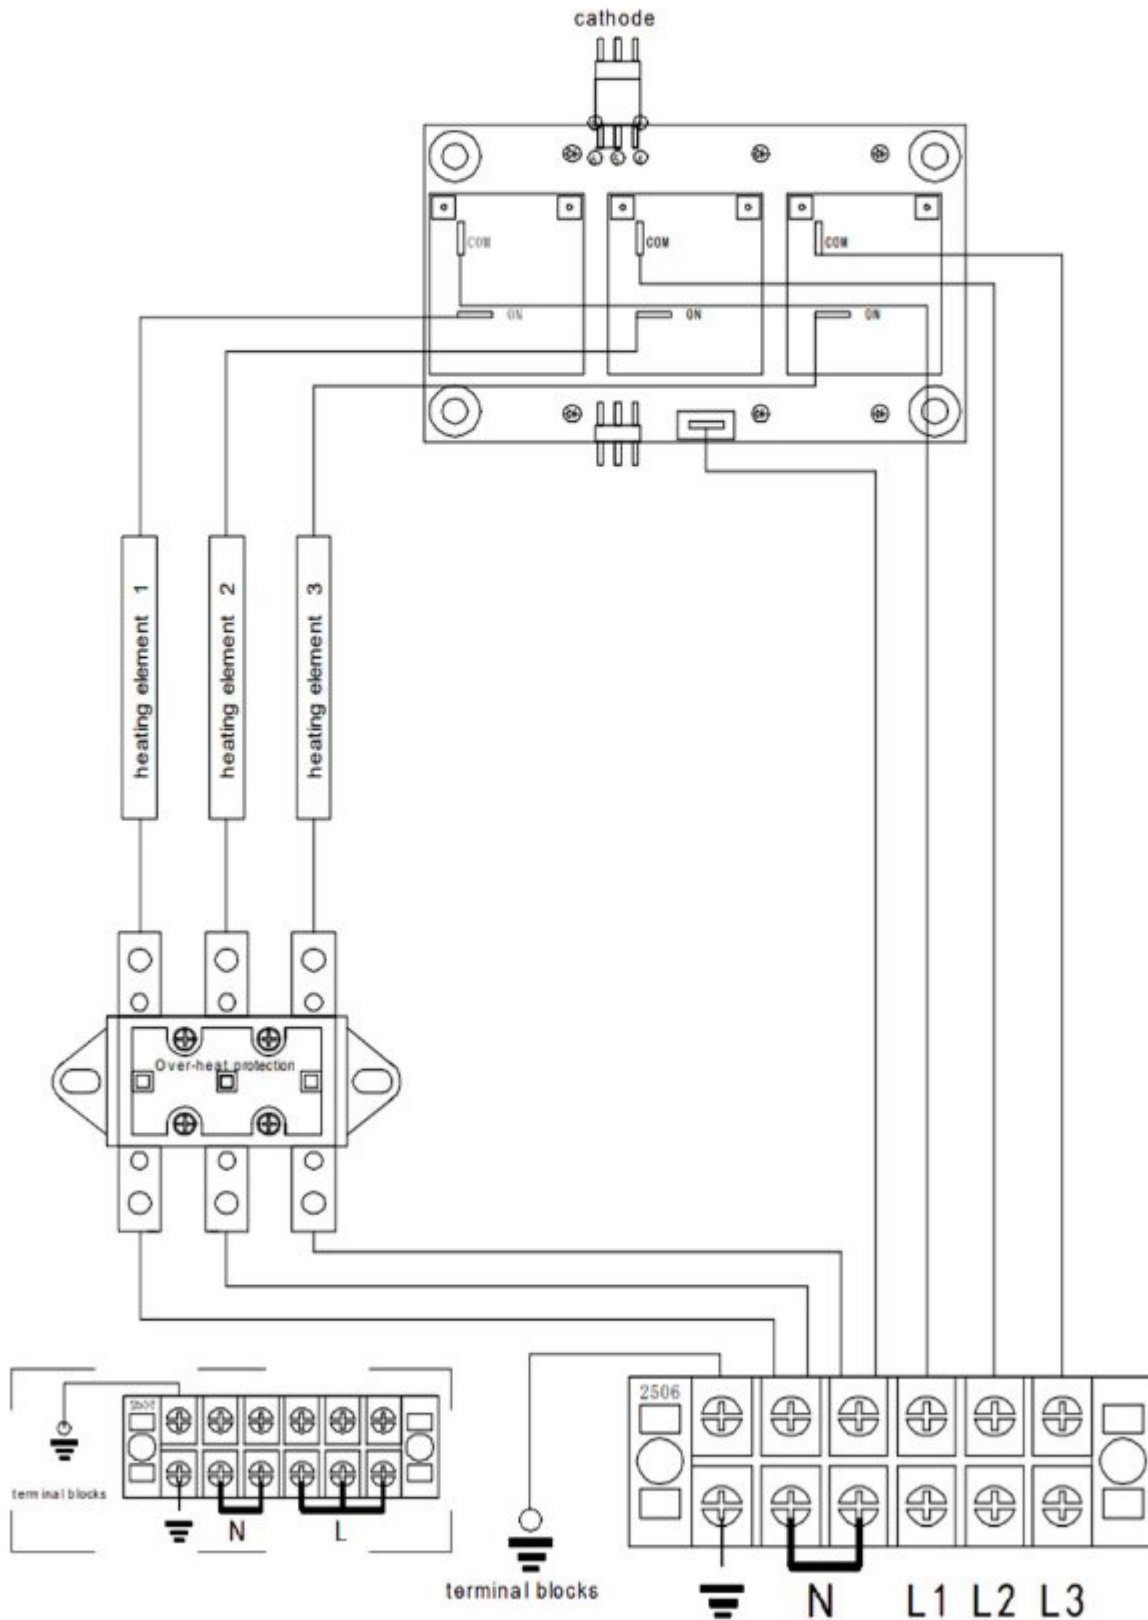 cathode
COM
COM
COM
ON
ON
ON
heating element 1
heating element 2
heating element 3
Over-heat protection
2506
terminal blocks
N
L
2506
terminal blocks
N
L1
L2
L3